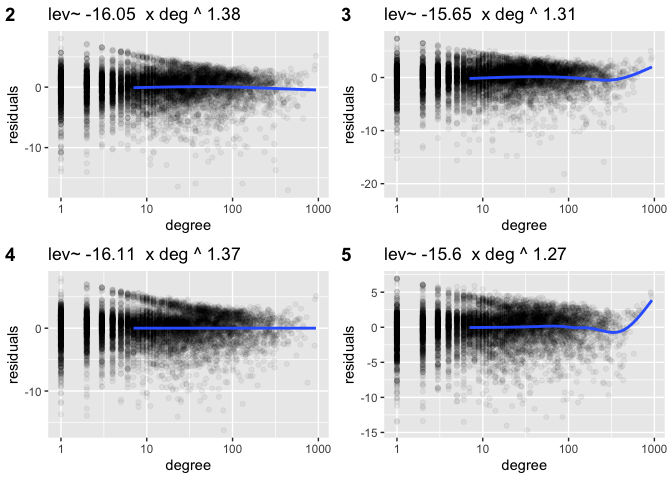 2 lev~ -16.05 x deg ^ 1.38
residuals
0
-10
1 10 100 1000
degree
3 lev~ -15.65 x deg ^ 1.31
residuals
0
-10
-20
1 10 100 1000
degree
4 lev~ -16.11 x deg ^ 1.37
residuals
0
-10
1 10 100 1000
degree
5 lev~ -15.6 x deg ^ 1.27
residuals
5
0
-5
-10
-15
1 10 100 1000
degree